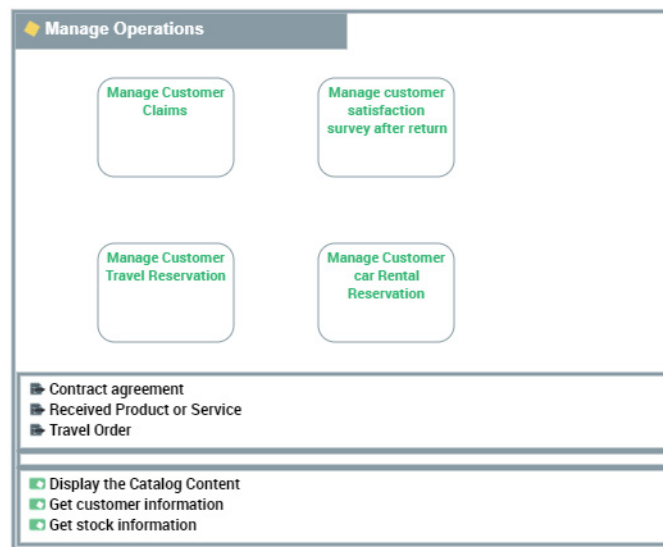 Manage Operations
Manage Customer
Claims
Manage customer
satisfaction
survey after return
Manage Customer
Travel Reservation
Manage Customer
car Rental
Reservation
Contract agreement
Received Product or Service
Travel Order
Display the Catalog Content
Get customer information
Get stock information